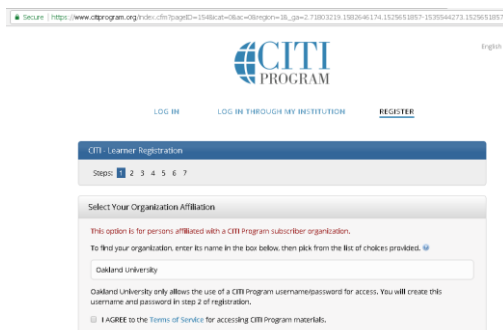 Secure | https://www.citiprogram.org/index.cfm?pageID=154&icat=0&ac=0&region=1&_ga=2.71803219.1582646174.1525651857-1535544273.1525651857
CITI
PROGRAM
English
LOG IN LOG IN THROUGH MY INSTITUTION REGISTER
CITI - Learner Registration
Steps: 1 2 3 4 5 6 7
Select Your Organization Affiliation
This option is for persons affiliated with a CITI Program subscriber organization.
To find your organization, enter its name in the box below, then pick from the list of choices provided.
Oakland University
Oakland University only allows the use of a CITI Program username/password for access. You will create this
username and password in step 2 of registration.
I AGREE to the Terms of Service for accessing CITI Program materials.